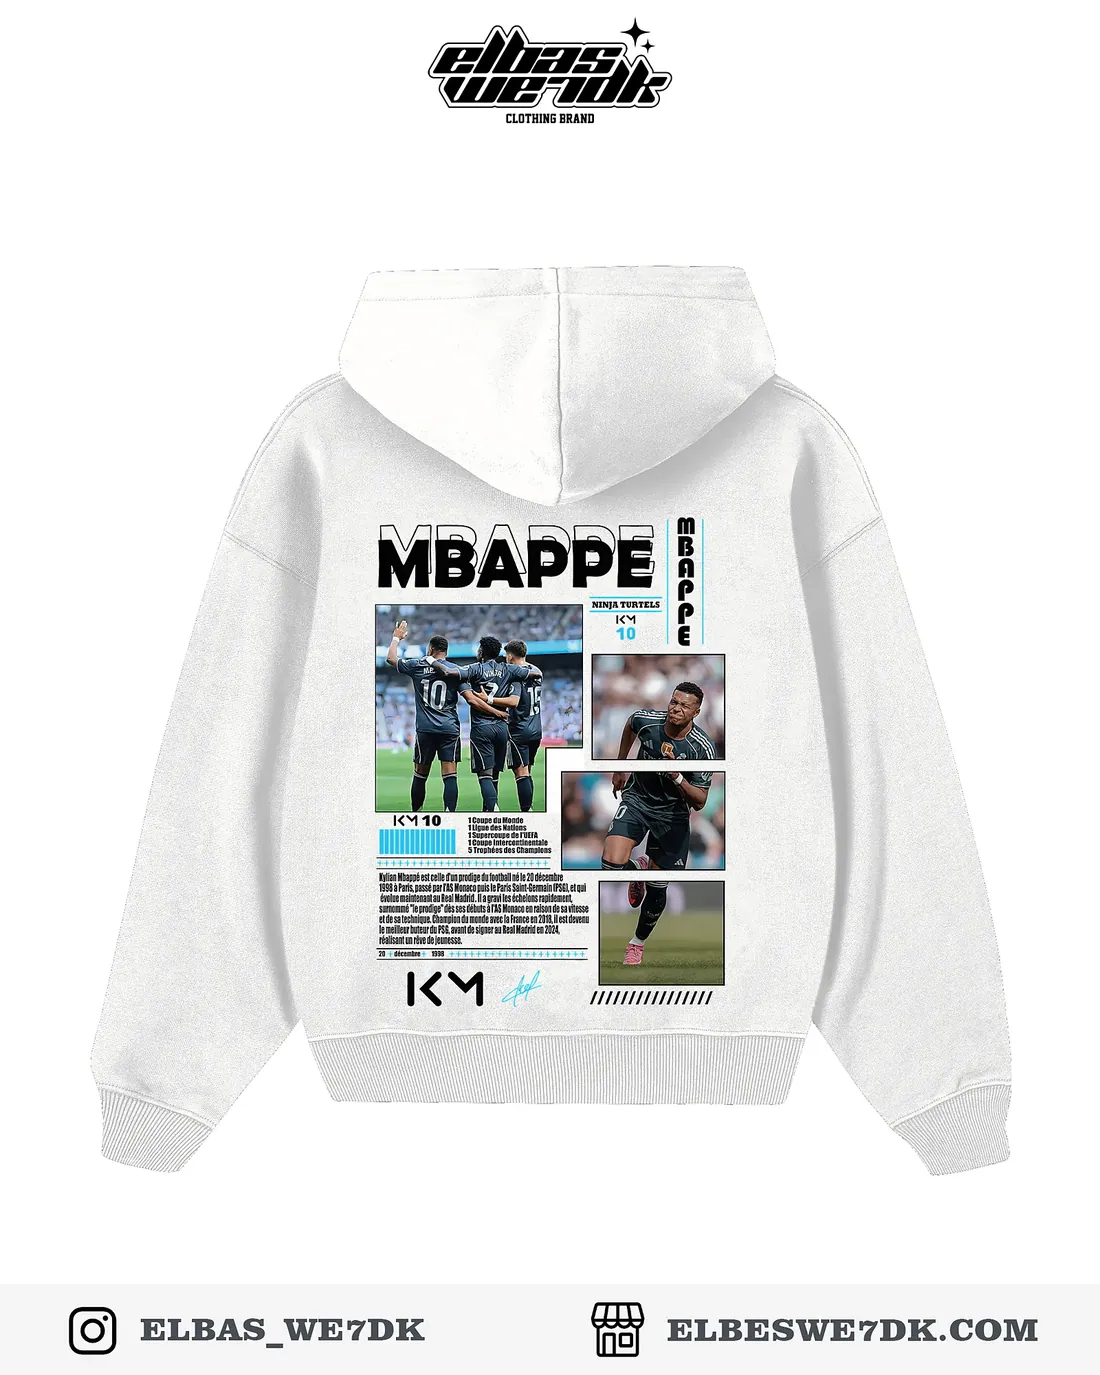 elbas
we7dk
CLOTHING BRAND
MBAPPE
MBAPPE
MBAPPE
NINJA TURTELS
KM
10
10
15
KM 10
1 Coupe du Monde
1 Ligue des Nations
1 Supercoupe de l'UEFA
1 Coupe Intercontinentale
5 Trophées des Champions
Kylian Mbappé est celle d'un prodige du football né le 20 décembre
1998 à Paris, passé par l'AS Monaco puis le Paris Saint-Germain (PSG), et qui
évolue maintenant au Real Madrid. Il a gravi les échelons rapidement,
surnommé "le prodige" dès ses débuts à l'AS Monaco en raison de sa vitesse
et de sa technique. Champion du monde avec la France en 2018, il est devenu
le meilleur buteur du PSG, avant de signer au Real Madrid en 2024,
réalisant un rêve de jeunesse.
20 + décembre + 1998
KM
ELBAS_WE7DK
ELBESWE7DK.COM